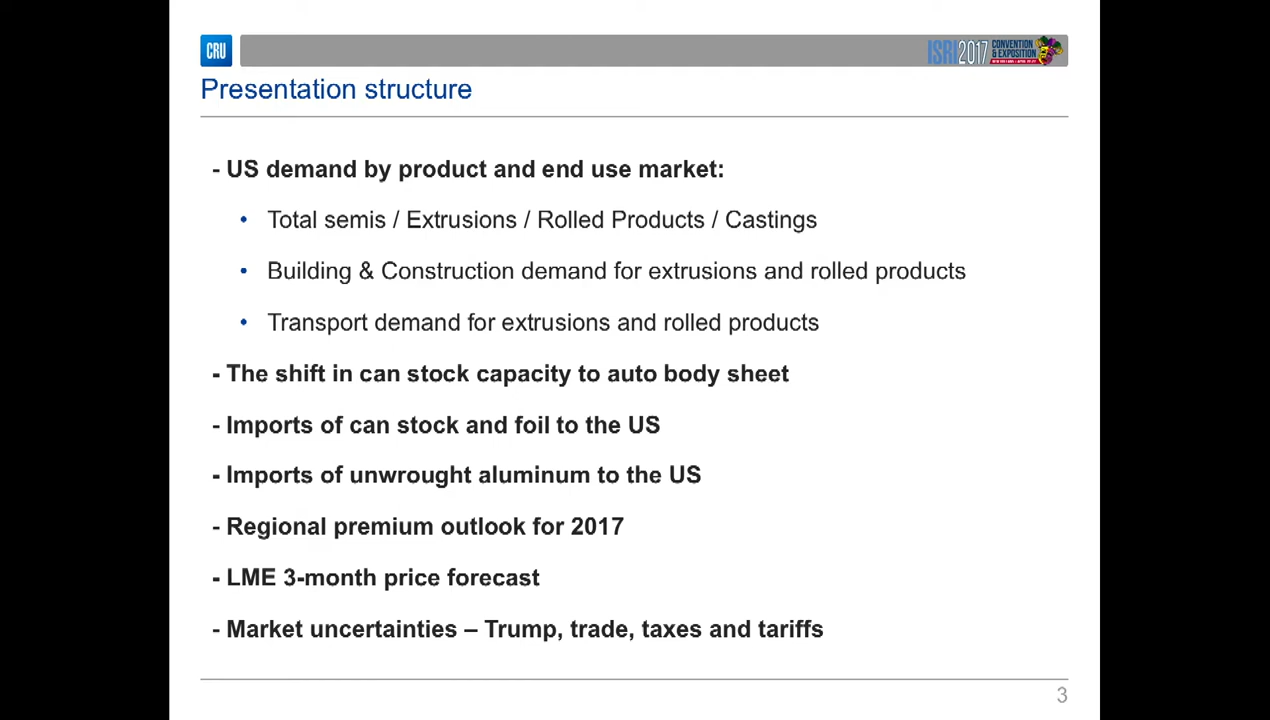 CRU
ISRI2017 CONVENTION
& EXPOSITION
Presentation structure
- US demand by product and end use market:
• Total semis / Extrusions / Rolled Products / Castings
• Building & Construction demand for extrusions and rolled products
• Transport demand for extrusions and rolled products
- The shift in can stock capacity to auto body sheet
- Imports of can stock and foil to the US
- Imports of unwrought aluminum to the US
- Regional premium outlook for 2017
- LME 3-month price forecast
- Market uncertainties – Trump, trade, taxes and tariffs
3